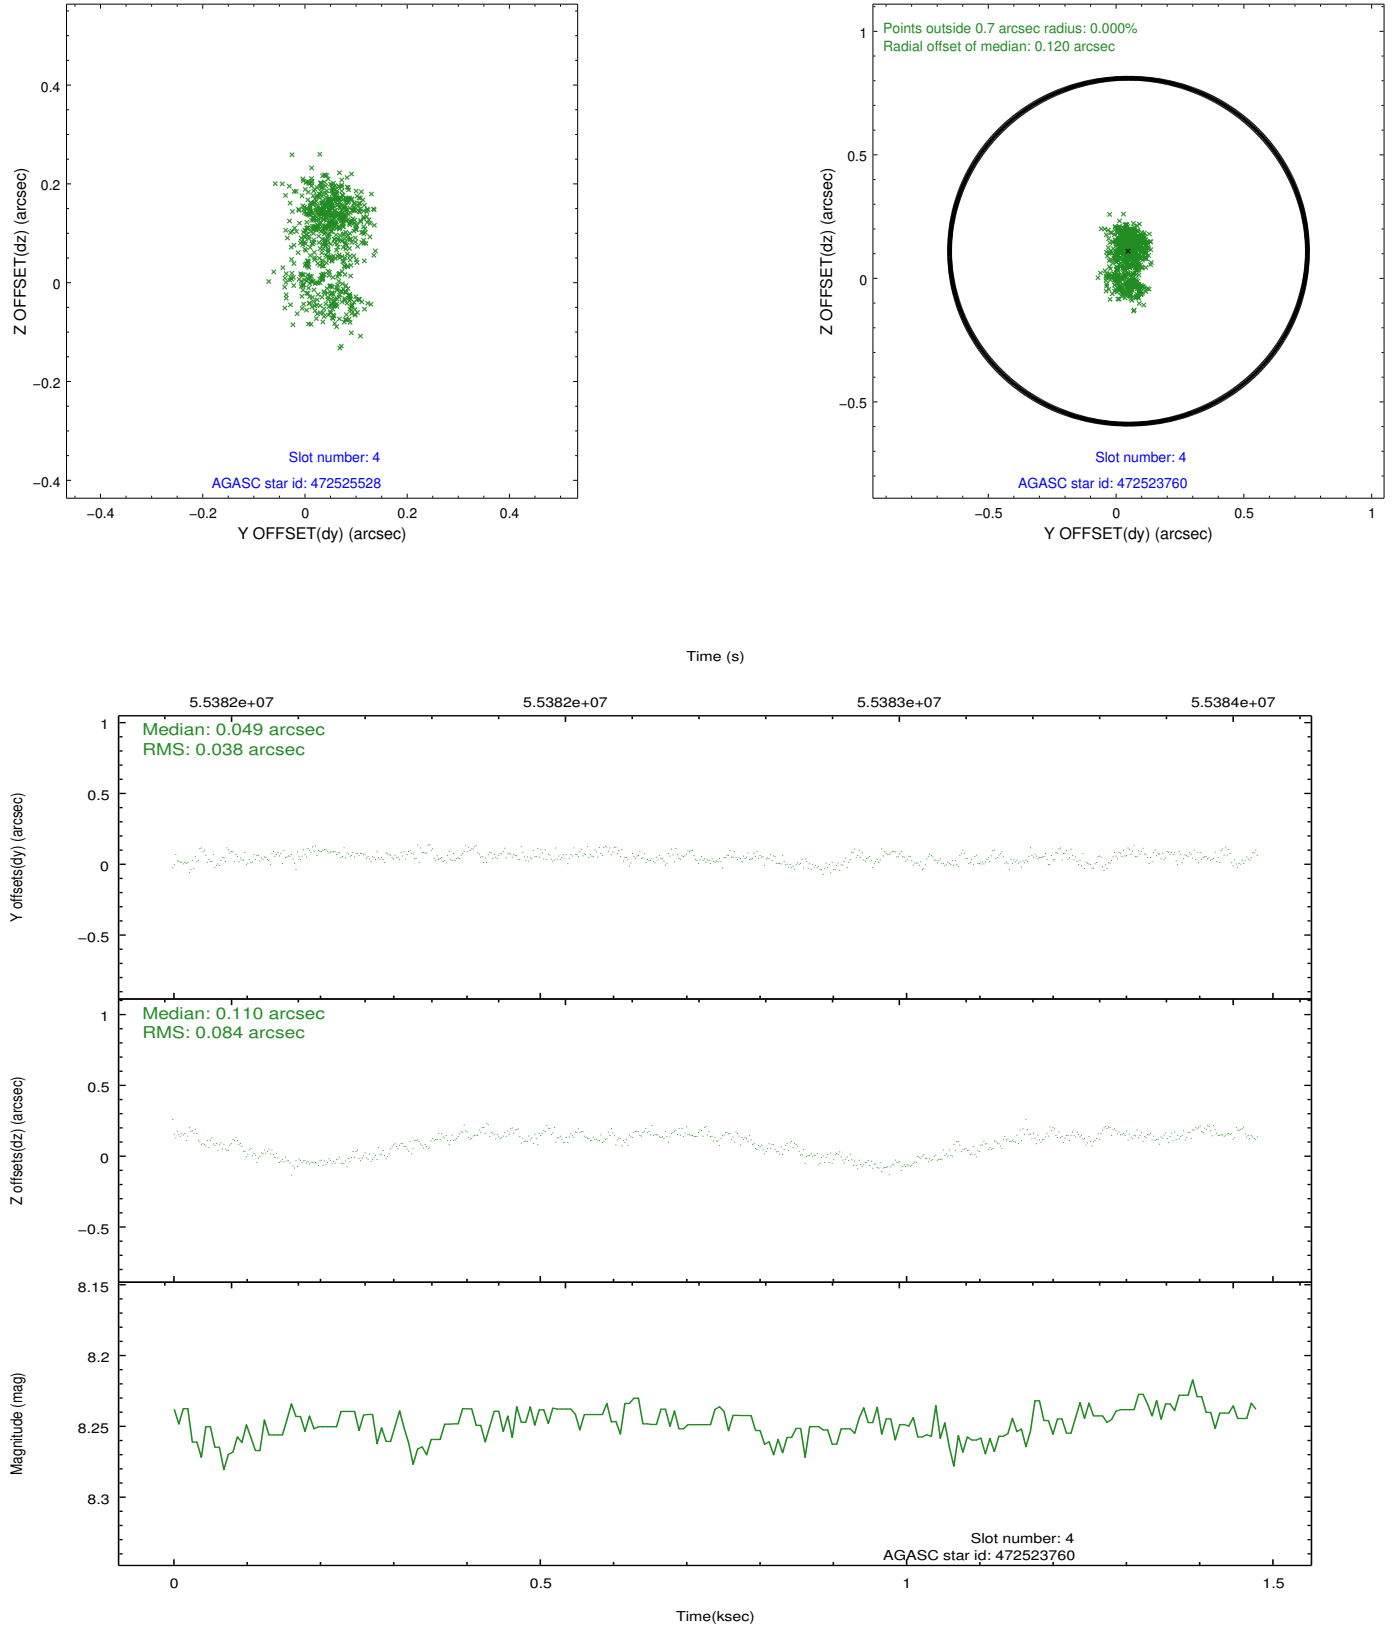 0.4
0.2
0
−0.2
−0.4
Z OFFSET(dz) (arcsec)
Slot number: 4
AGASC star id: 472525528
−0.4
−0.2
0
0.2
0.4
Y OFFSET(dy) (arcsec)
Points outside 0.7 arcsec radius: 0.000%
Radial offset of median: 0.120 arcsec
1
0.5
0
−0.5
Z OFFSET(dz) (arcsec)
Slot number: 4
AGASC star id: 472523760
−0.5
0
0.5
1
Y OFFSET(dy) (arcsec)
Time (s)
5.5382e+07
5.5382e+07
5.5383e+07
5.5384e+07
Median: 0.049 arcsec
RMS: 0.038 arcsec
1
0.5
0
−0.5
Y offsets(dy) (arcsec)
Median: 0.110 arcsec
RMS: 0.084 arcsec
1
0.5
0
−0.5
Z offsets(dz) (arcsec)
8.15
8.2
8.25
8.3
Magnitude (mag)
Slot number: 4
AGASC star id: 472523760
0
0.5
1
1.5
Time(ksec)